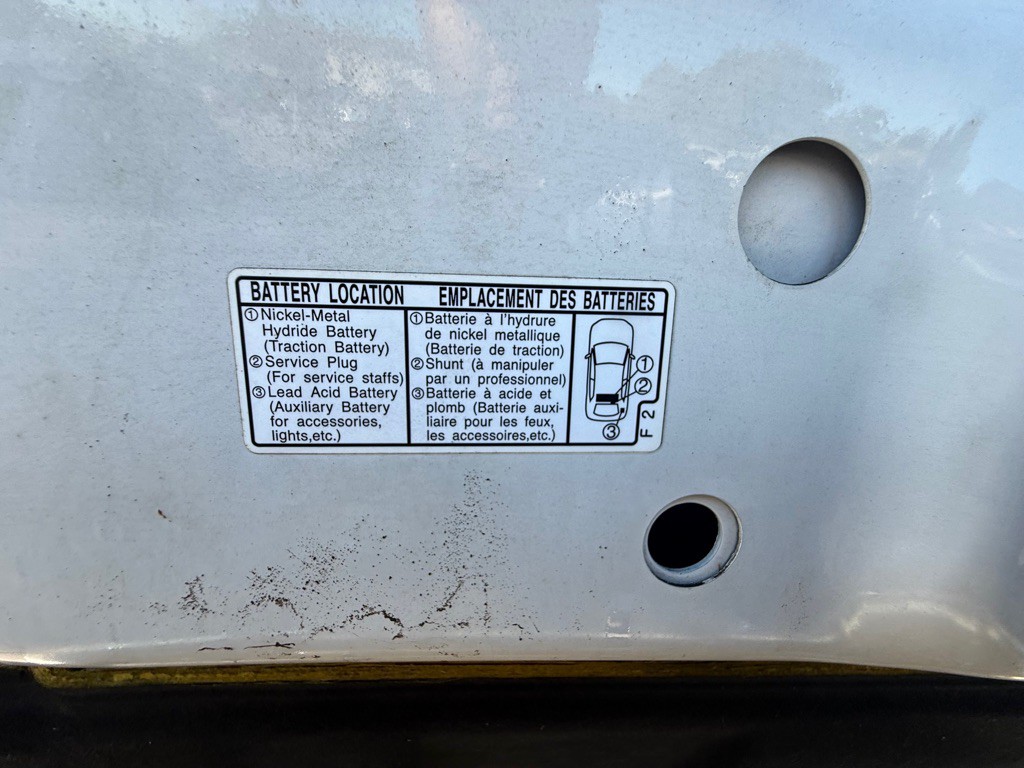 BATTERY LOCATION EMPLACEMENT DES BATTERIES
①Nickel-Metal
Hydride Battery
(Traction Battery)
②Service Plug
(For service staffs)
③Lead Acid Battery
(Auxiliary Battery
for accessories,
lights,etc.)
①Batterie à l'hydrure
de nickel metallique
(Batterie de traction)
②Shunt (à manipuler
par un professionnel)
③Batterie à acide et
plomb (Batterie auxi-
liaire pour les feux,
les accessoires,etc.)
①
②
③
F 2